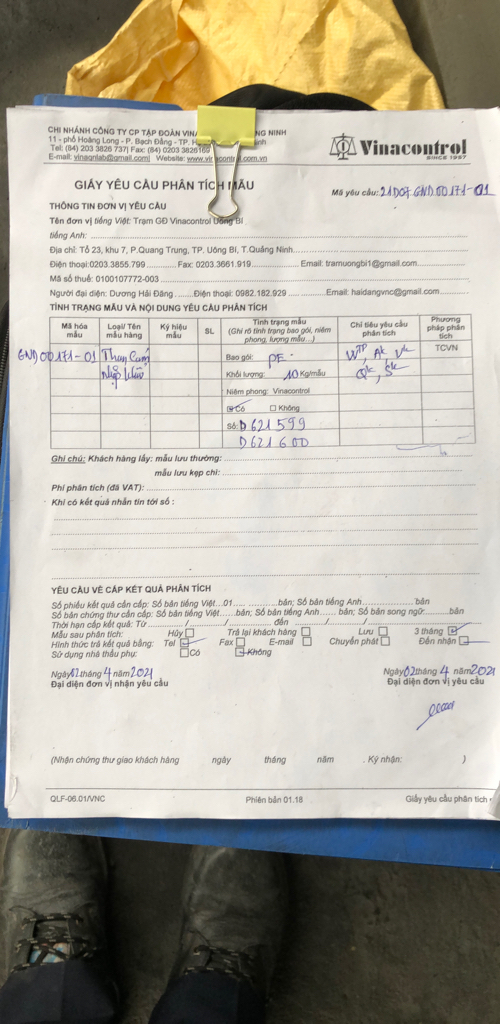 CHI NHÁNH CÔNG TY CP TẬP ĐOÀN VINA NG NINH
11 - phố Hoàng Long - P. Bạch Đằng - TP. H inh
Tel: (84) 203 3826 737| Fax: (84) 0203 3826169
E-mail: vinaqnlab@gmail.com| Website: www.vinacontrol.com.vn
Vinacontrol
SINCE 1957
GIẤY YÊU CẦU PHÂN TÍCH MẪU
Mã yêu cầu: 21D07.GND00171-01
THÔNG TIN ĐƠN VỊ YÊU CẦU
Tên đơn vị tiếng Việt: Trạm GĐ Vinacontrol Uông Bí
tiếng Anh:
Địa chỉ: Tổ 23, khu 7, P.Quang Trung, TP. Uông Bí, T.Quảng Ninh
Điện thoại:0203.3855.799 Fax: 0203.3661.919 Email: tramuongbi1@gmail.com
Mã số thuế: 0100107772-003
Người đại diện: Dương Hải Đăng Điện thoại: 0982.182.929 Email: haidangvnc@gmail.com
TÌNH TRẠNG MẪU VÀ NỘI DUNG YÊU CẦU PHÂN TÍCH
Mã hóa mẫu Loại/ Tên mẫu hàng Ký hiệu mẫu SL Tình trạng mẫu (Ghi rõ tình trạng bao gói, niêm phong, lượng mẫu…) Chỉ tiêu yêu cầu phân tích Phương pháp phân tích
GND00171-01 Than Cám Bao gói: PE Wtp, Ak, Vk TCVN
nhập khẩu Khối lượng: 10 Kg/mẫu Qk, Sk
Niêm phong: Vinacontrol
Có Không
Số: D621599
D621600
Ghi chú: Khách hàng lấy: mẫu lưu thường:
mẫu lưu kẹp chì:
Phí phân tích (đã VAT):
Khi có kết quả nhắn tin tới số :
YÊU CẦU VỀ CẤP KẾT QUẢ PHÂN TÍCH
Số phiếu kết quả cần cấp: Số bản tiếng Việt…01… bản; Số bản tiếng Anh bản
Số bản chứng thư cần cấp: Số bản tiếng Việt bản; Số bản tiếng Anh bản; Số bản song ngữ bản
Thời hạn cấp kết quả: Từ / / đến / /
Mẫu sau phân tích: Hủy Trả lại khách hàng Lưu 3 tháng
Hình thức trả kết quả bằng: Tel Fax E-mail Chuyển phát Đến nhận
Sử dụng nhà thầu phụ: Có Không
Ngày 02 tháng 4 năm 2021 Ngày 02 tháng 4 năm 2021
Đại diện đơn vị nhận yêu cầu Đại diện đơn vị yêu cầu
(Nhận chứng thư giao khách hàng ngày tháng năm . Ký nhận: )
QLF-06.01/VNC Phiên bản 01.18 Giấy yêu cầu phân tích